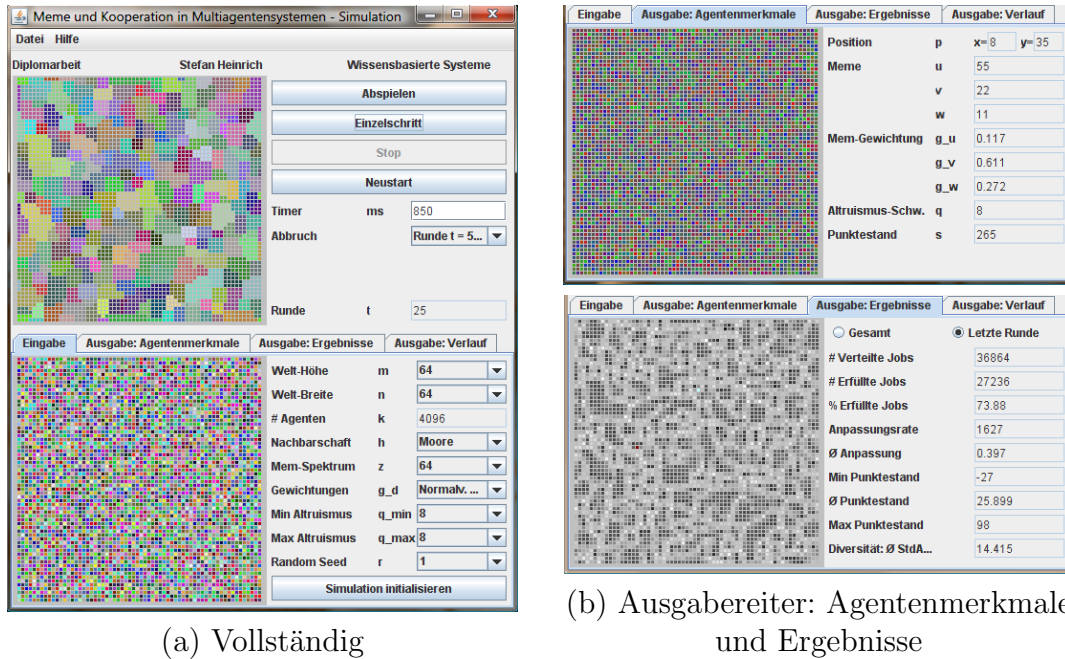 Meme und Kooperation in Multiagentensystemen - Simulation
Datei Hilfe
Diplomarbeit Stefan Heinrich Wissensbasierte Systeme
Abspielen
Einzelschritt
Stop
Neustart
Timer ms 850
Abbruch Runde t = 5...
Runde t 25
Eingabe Ausgabe: Agentenmerkmale Ausgabe: Ergebnisse Ausgabe: Verlauf
Welt-Höhe m 64
Welt-Breite n 64
# Agenten k 4096
Nachbarschaft h Moore
Mem-Spektrum z 64
Gewichtungen g_d Normalv. ...
Min Altruismus q_min 8
Max Altruismus q_max 8
Random Seed r 1
Simulation initialisieren
(a) Vollständig
Eingabe Ausgabe: Agentenmerkmale Ausgabe: Ergebnisse Ausgabe: Verlauf
Position p x= 8 y= 35
Meme u 55
v 22
w 11
Mem-Gewichtung g_u 0.117
g_v 0.611
g_w 0.272
Altruismus-Schw. q 8
Punktestand s 265
Eingabe Ausgabe: Agentenmerkmale Ausgabe: Ergebnisse Ausgabe: Verlauf
Gesamt Letzte Runde
# Verteilte Jobs 36864
# Erfüllte Jobs 27236
% Erfüllte Jobs 73.88
Anpassungsrate 1627
Ø Anpassung 0.397
Min Punktestand -27
Ø Punktestand 25.899
Max Punktestand 98
Diversität: Ø StdA... 14.415
(b) Ausgabereiter: Agentenmerkmale
und Ergebnisse